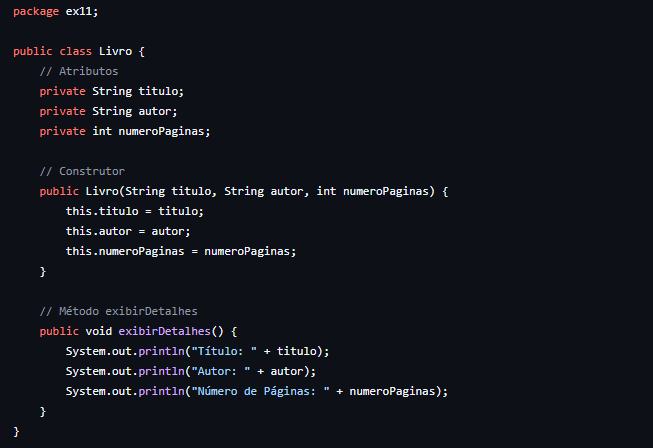 package ex11;
public class Livro {
// Atributos
private String titulo;
private String autor;
private int numeroPaginas;
// Construtor
public Livro(String titulo, String autor, int numeroPaginas) {
this.titulo = titulo;
this.autor = autor;
this.numeroPaginas = numeroPaginas;
}
// Método exibirDetalhes
public void exibirDetalhes() {
System.out.println("Título: " + titulo);
System.out.println("Autor: " + autor);
System.out.println("Número de Páginas: " + numeroPaginas);
}
}